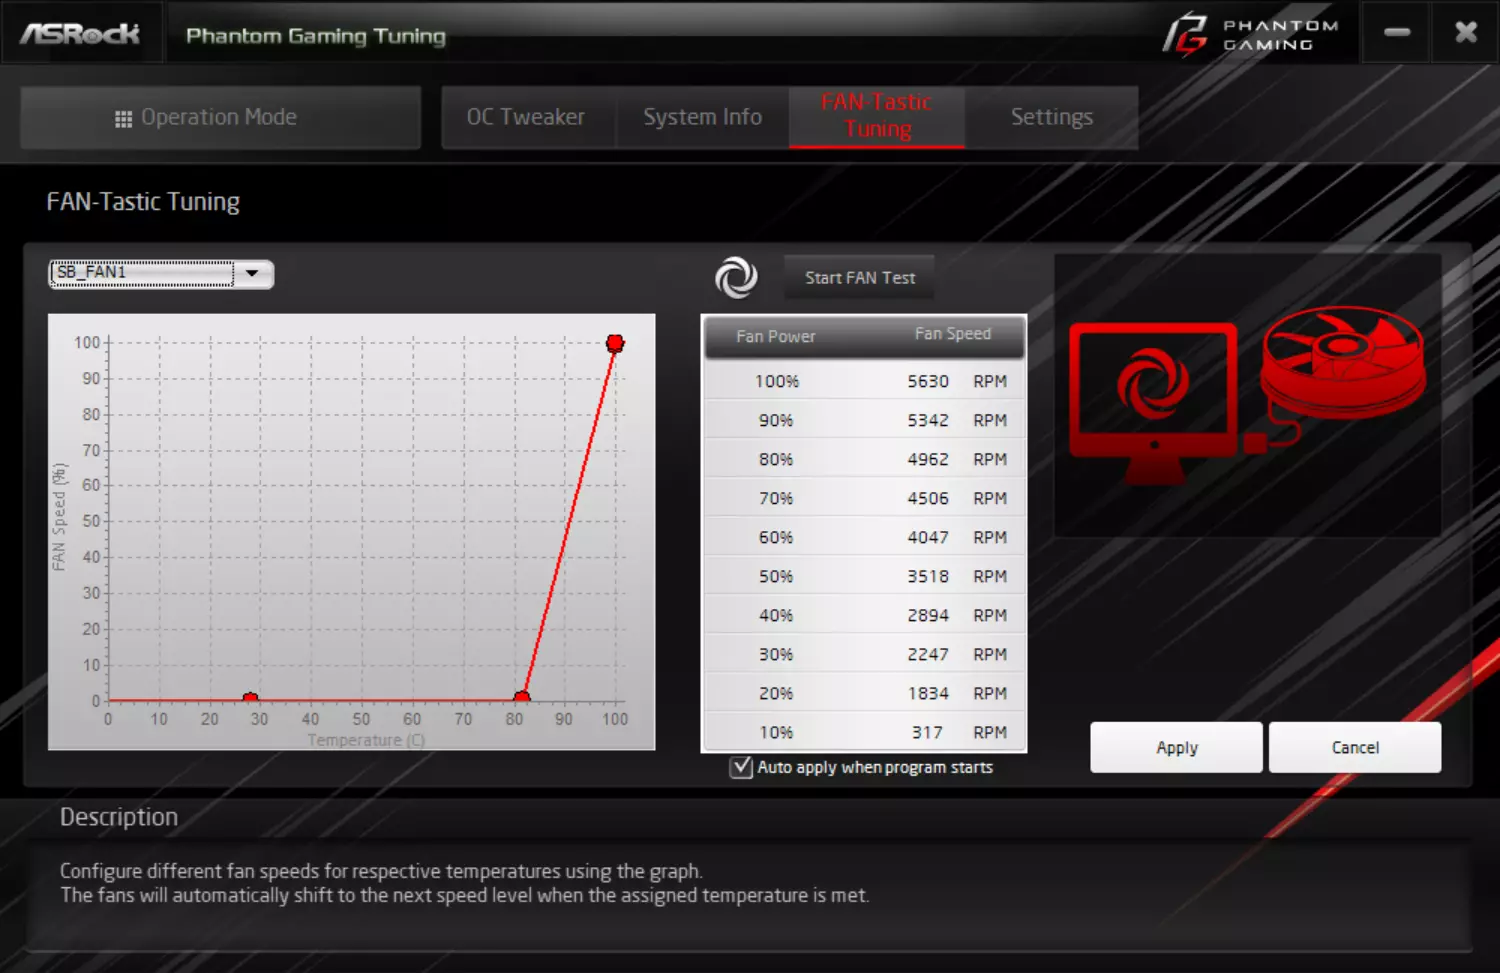 ASRock
Phantom Gaming Tuning
PHANTOM
GAMING
Operation Mode
OC Tweaker
System Info
FAN-Tastic
Tuning
Settings
FAN-Tastic Tuning
SB_FAN1
Start FAN Test
FAN Speed (%)
100
90
80
70
60
50
40
30
20
10
0
0 10 20 30 40 50 60 70 80 90 100
Temperature (C)
Fan Power Fan Speed
100% 5630 RPM
90% 5342 RPM
80% 4962 RPM
70% 4506 RPM
60% 4047 RPM
50% 3518 RPM
40% 2894 RPM
30% 2247 RPM
20% 1834 RPM
10% 317 RPM
Auto apply when program starts
Apply
Cancel
Description
Configure different fan speeds for respective temperatures using the graph.
The fans will automatically shift to the next speed level when the assigned temperature is met.